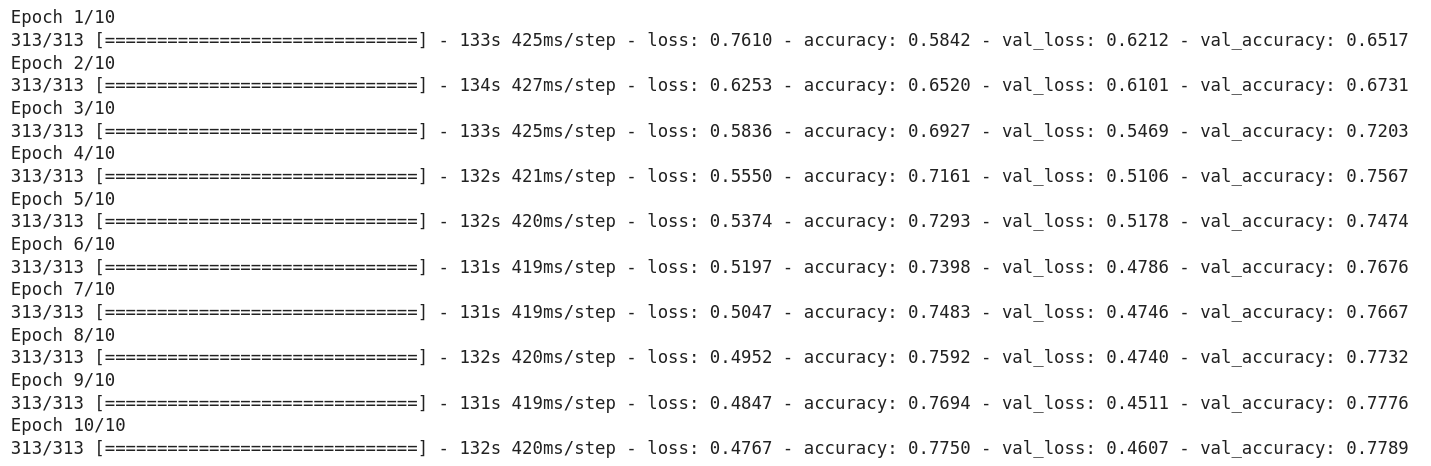 Epoch 1/10
313/313 [==============================] - 133s 425ms/step - loss: 0.7610 - accuracy: 0.5842 - val_loss: 0.6212 - val_accuracy: 0.6517
Epoch 2/10
313/313 [==============================] - 134s 427ms/step - loss: 0.6253 - accuracy: 0.6520 - val_loss: 0.6101 - val_accuracy: 0.6731
Epoch 3/10
313/313 [==============================] - 133s 425ms/step - loss: 0.5836 - accuracy: 0.6927 - val_loss: 0.5469 - val_accuracy: 0.7203
Epoch 4/10
313/313 [==============================] - 132s 421ms/step - loss: 0.5550 - accuracy: 0.7161 - val_loss: 0.5106 - val_accuracy: 0.7567
Epoch 5/10
313/313 [==============================] - 132s 420ms/step - loss: 0.5374 - accuracy: 0.7293 - val_loss: 0.5178 - val_accuracy: 0.7474
Epoch 6/10
313/313 [==============================] - 131s 419ms/step - loss: 0.5197 - accuracy: 0.7398 - val_loss: 0.4786 - val_accuracy: 0.7676
Epoch 7/10
313/313 [==============================] - 131s 419ms/step - loss: 0.5047 - accuracy: 0.7483 - val_loss: 0.4746 - val_accuracy: 0.7667
Epoch 8/10
313/313 [==============================] - 132s 420ms/step - loss: 0.4952 - accuracy: 0.7592 - val_loss: 0.4740 - val_accuracy: 0.7732
Epoch 9/10
313/313 [==============================] - 131s 419ms/step - loss: 0.4847 - accuracy: 0.7694 - val_loss: 0.4511 - val_accuracy: 0.7776
Epoch 10/10
313/313 [==============================] - 132s 420ms/step - loss: 0.4767 - accuracy: 0.7750 - val_loss: 0.4607 - val_accuracy: 0.7789